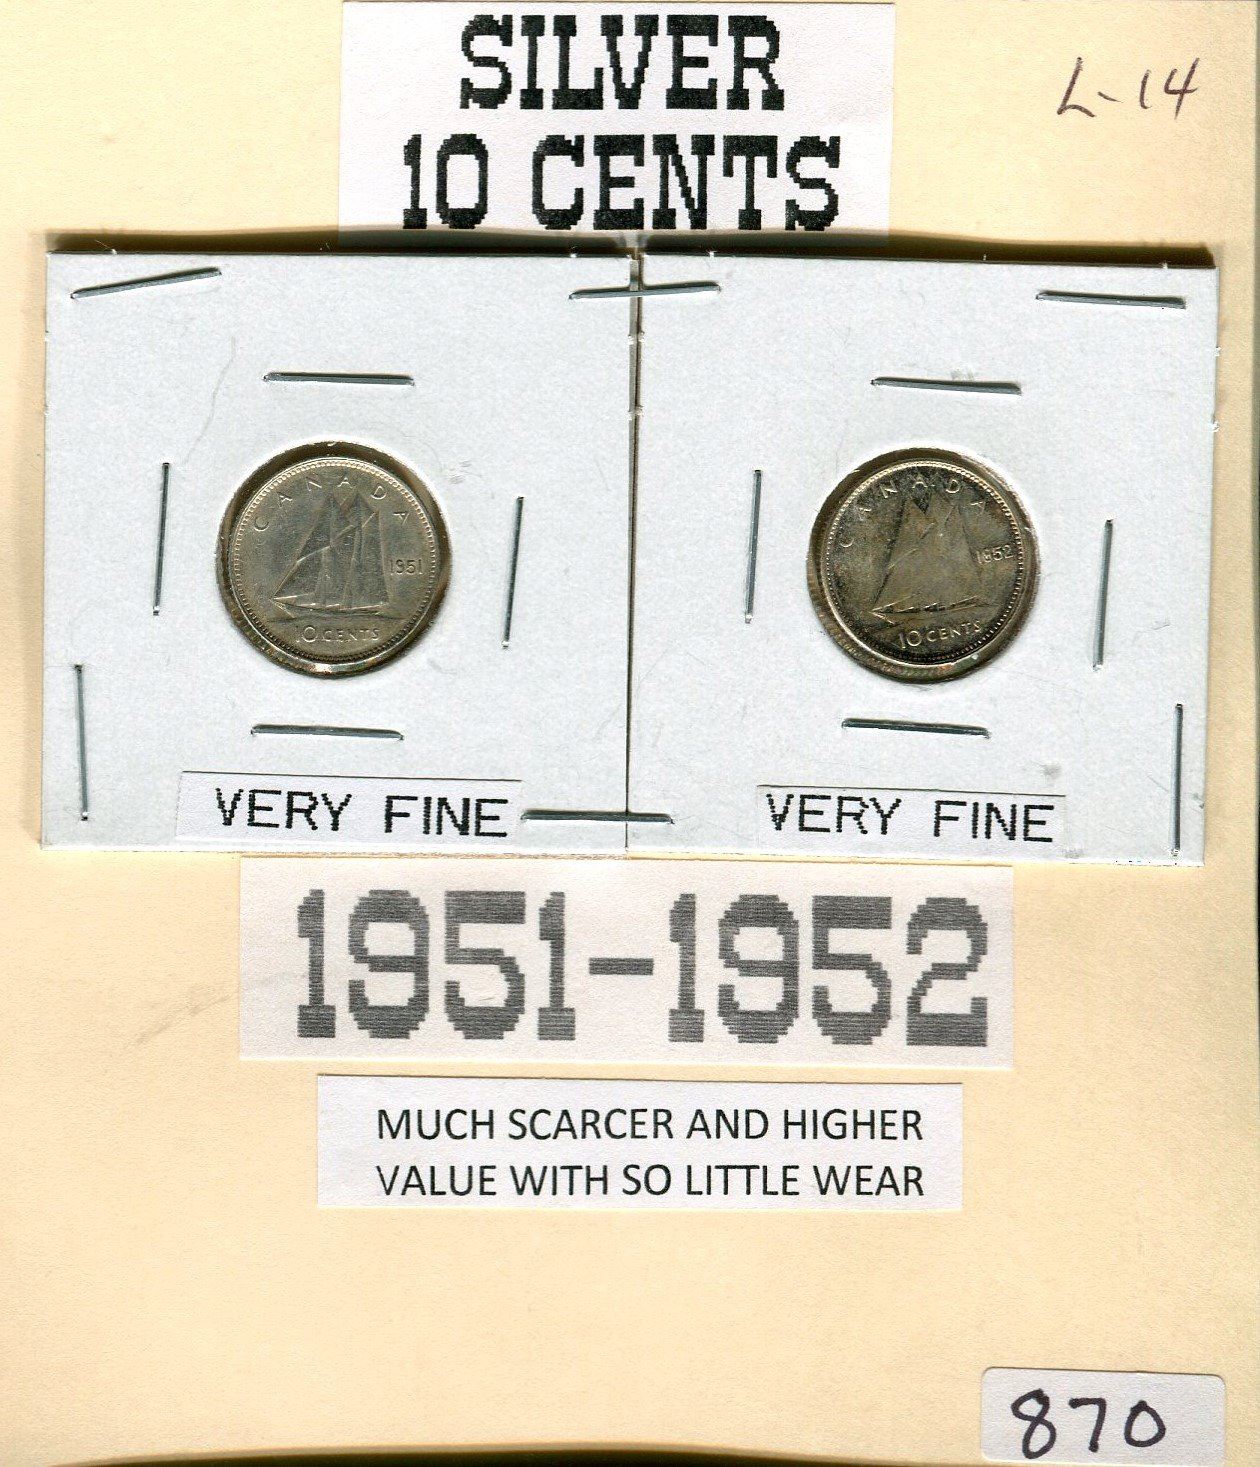 SILVER
10 CENTS
L-14
CANADA
1951
10 CENTS
CANADA
1952
10 CENTS
VERY FINE
VERY FINE
1951-1952
MUCH SCARCER AND HIGHER
VALUE WITH SO LITTLE WEAR
870